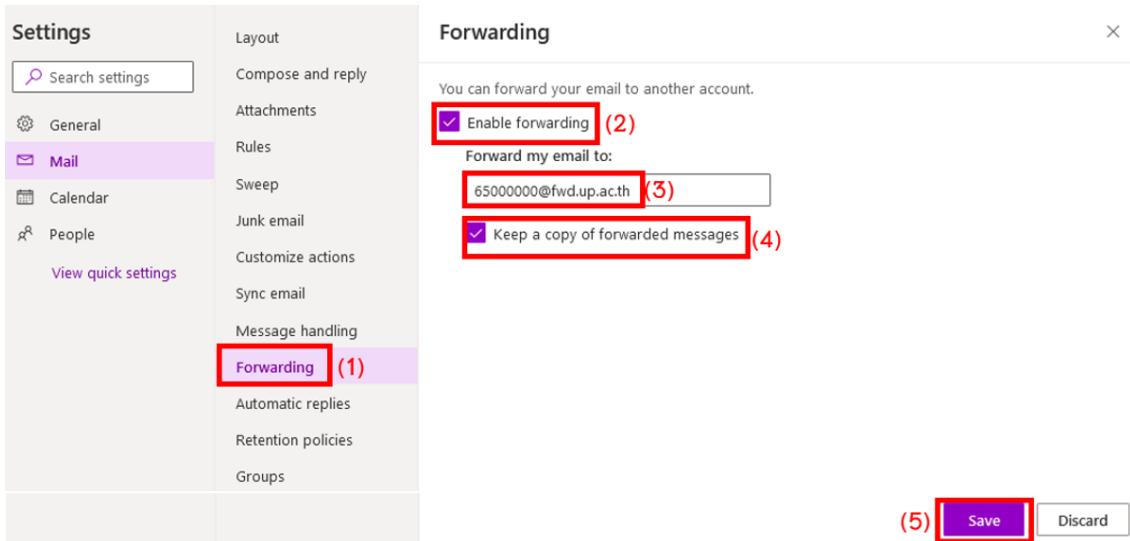 Settings
Search settings
General
Mail
Calendar
People
View quick settings
Layout
Compose and reply
Attachments
Rules
Sweep
Junk email
Customize actions
Sync email
Message handling
Forwarding (1)
Automatic replies
Retention policies
Groups
Forwarding
You can forward your email to another account.
Enable forwarding (2)
Forward my email to:
65000000@fwd.up.ac.th (3)
Keep a copy of forwarded messages (4)
(5) Save Discard